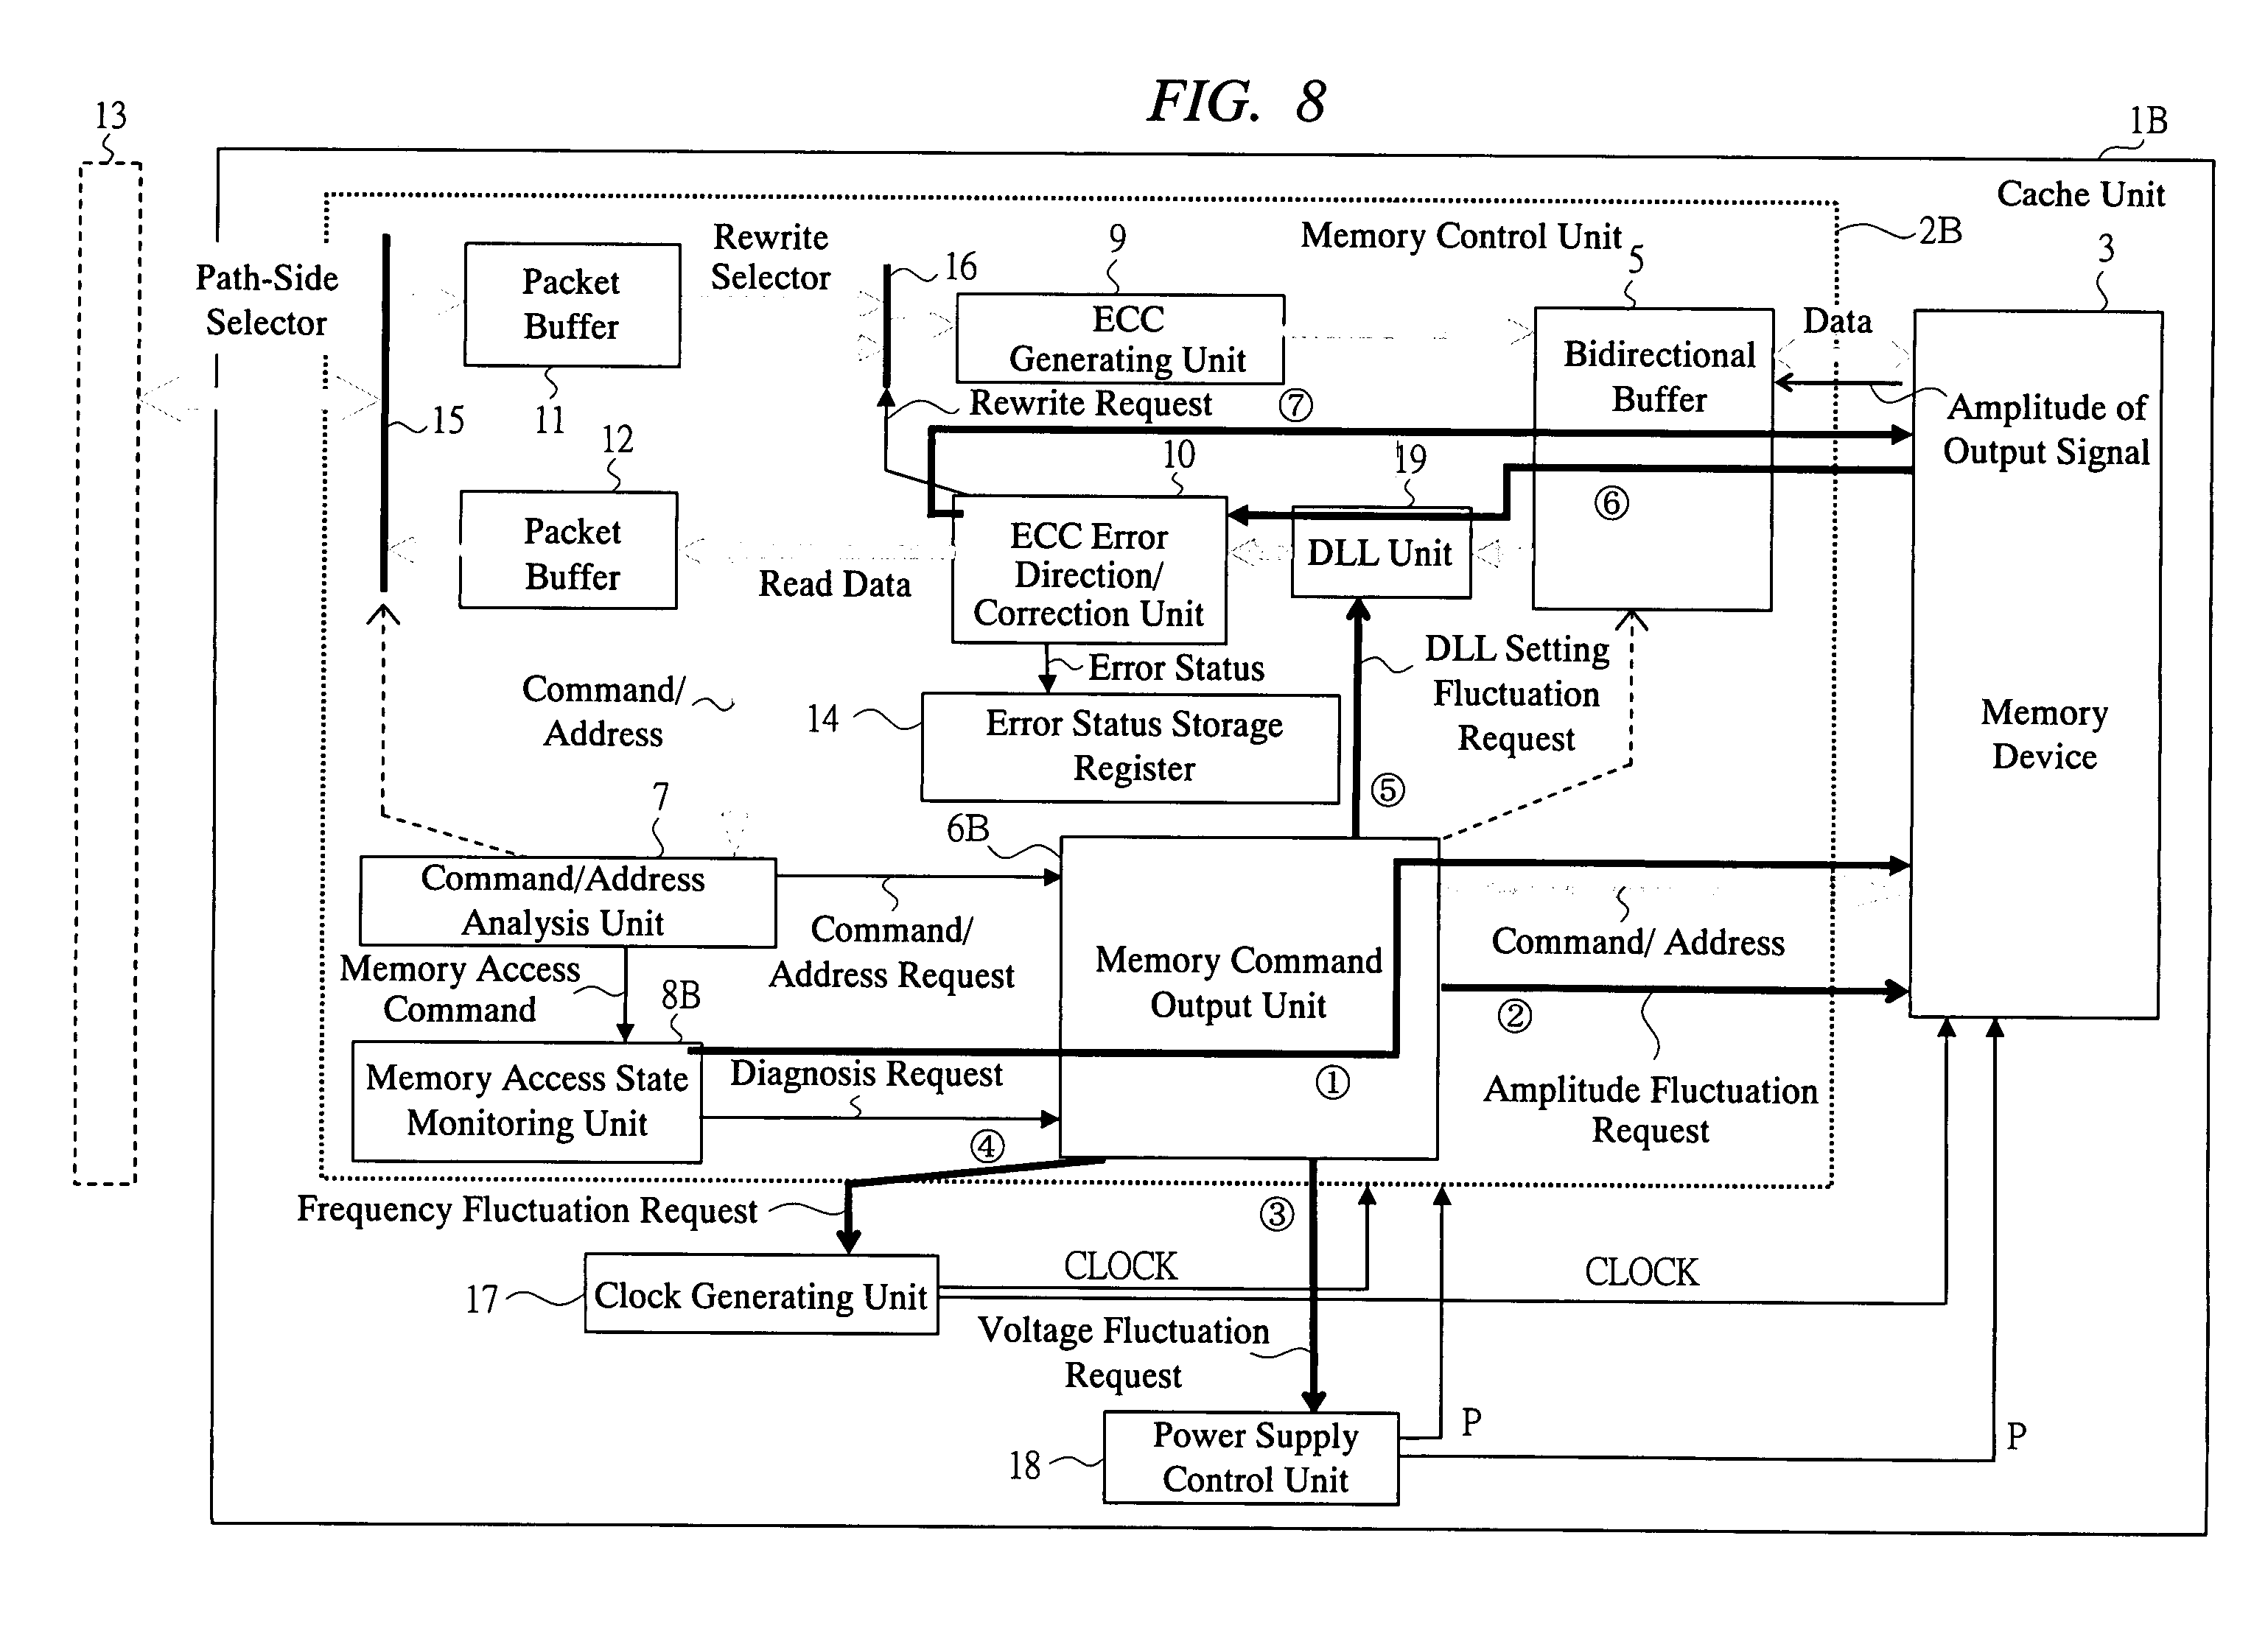 FIG. 8
13
1B
Cache Unit
Path-Side
Selector
15
Packet
Buffer
11
Rewrite
Selector
16
9
ECC
Generating Unit
Memory Control Unit
2B
5
Bidirectional
Buffer
Data
3
Amplitude of
Output Signal
Rewrite Request
⑦
12
Packet
Buffer
Read Data
10
ECC Error
Direction/
Correction Unit
19
DLL Unit
⑥
Error Status
14
Error Status Storage
Register
DLL Setting
Fluctuation
Request
⑤
Memory
Device
Command/
Address
7
Command/Address
Analysis Unit
Command/
Address Request
6B
Memory Command
Output Unit
①
Command/ Address
②
Amplitude Fluctuation
Request
Memory Access
Command
8B
Memory Access State
Monitoring Unit
Diagnosis Request
④
Frequency Fluctuation Request
③
17
Clock Generating Unit
CLOCK
CLOCK
Voltage Fluctuation
Request
18
Power Supply
Control Unit
P
P